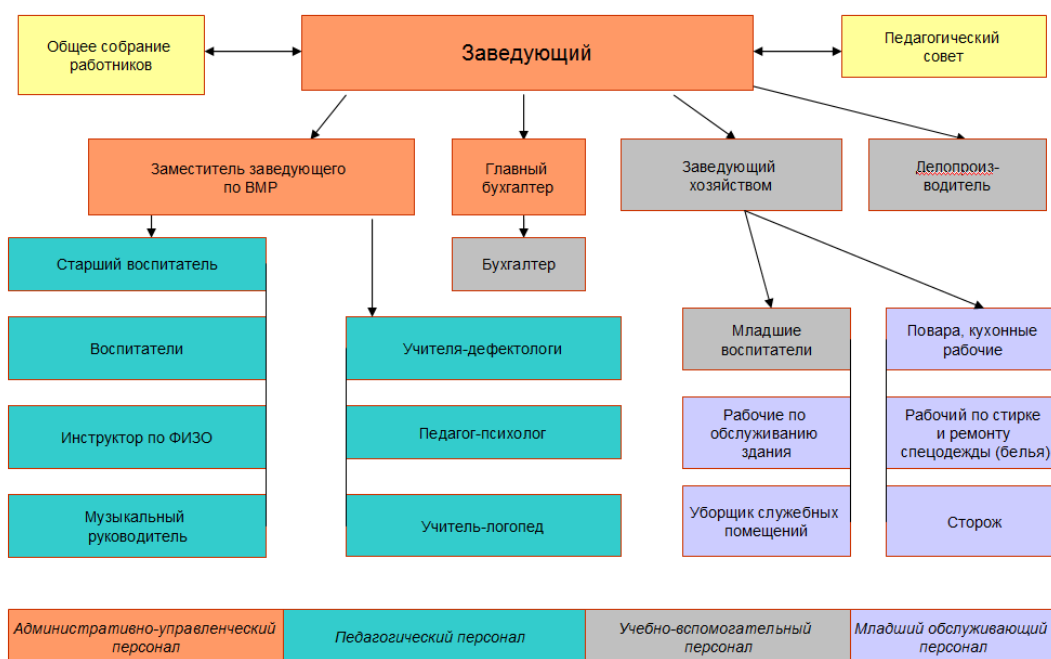 Общее собрание
работников
Заведующий
Педагогический
совет
Заместитель заведующего
по ВМР
Главный
бухгалтер
Заведующий
хозяйством
Делопроиз-
водитель
Старший воспитатель
Бухгалтер
Воспитатели
Учителя-дефектологи
Младшие
воспитатели
Повара, кухонные
рабочие
Инструктор по ФИЗО
Педагог-психолог
Рабочие по
обслуживанию
здания
Рабочий по стирке
и ремонту
спецодежды (белья)
Музыкальный
руководитель
Учитель-логопед
Уборщик служебных
помещений
Сторож
Административно-управленческий
персонал
Педагогический персонал
Учебно-вспомогательный
персонал
Младший обслуживающий
персонал